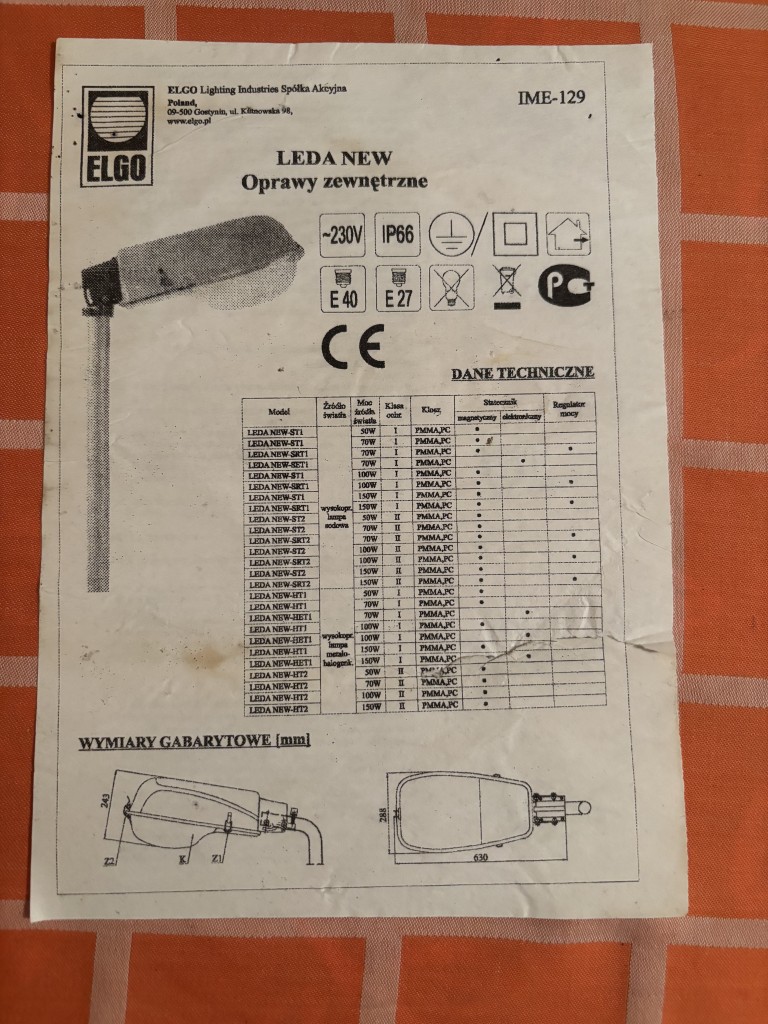 ELGO Lighting Industries Spółka Akcyjna
Poland,
09-500 Gostynin, ul. Kutnowska 98,
www.elgo.pl
IME-129
ELGO
LEDA NEW
Oprawy zewnętrzne
~230V IP66
E 40 E 27
CE
DANE TECHNICZNE
Model Źródło światła Moc źródła światła Klasa ochr. Klosz Statecznik Regulator mocy
magnetyczny elektroniczny
LEDA NEW-ST1 50W I PMMA,PC •
LEDA NEW-ST1 70W I PMMA,PC •
LEDA NEW-SRT1 70W I PMMA,PC • •
LEDA NEW-SET1 70W I PMMA,PC •
LEDA NEW-ST1 100W I PMMA,PC •
LEDA NEW-SRT1 100W I PMMA,PC • •
LEDA NEW-ST1 150W I PMMA,PC •
LEDA NEW-SRT1 wysokopr. lampa sodowa 150W I PMMA,PC • •
LEDA NEW-ST2 50W II PMMA,PC •
LEDA NEW-ST2 70W II PMMA,PC •
LEDA NEW-SRT2 70W II PMMA,PC • •
LEDA NEW-ST2 100W II PMMA,PC •
LEDA NEW-SRT2 100W II PMMA,PC • •
LEDA NEW-ST2 150W II PMMA,PC •
LEDA NEW-SRT2 150W II PMMA,PC • •
LEDA NEW-HT1 50W I PMMA,PC •
LEDA NEW-HT1 70W I PMMA,PC •
LEDA NEW-HET1 70W I PMMA,PC •
LEDA NEW-HT1 100W I PMMA,PC •
LEDA NEW-HET1 wysokopr. lampa metalo-halogenk. 100W I PMMA,PC •
LEDA NEW-HT1 150W I PMMA,PC •
LEDA NEW-HET1 150W I PMMA,PC •
LEDA NEW-HT2 50W II PMMA,PC •
LEDA NEW-HT2 70W II PMMA,PC •
LEDA NEW-HT2 100W II PMMA,PC •
LEDA NEW-HT2 150W II PMMA,PC •
WYMIARY GABARYTOWE [mm]
243
Z2 K Z1
288
630